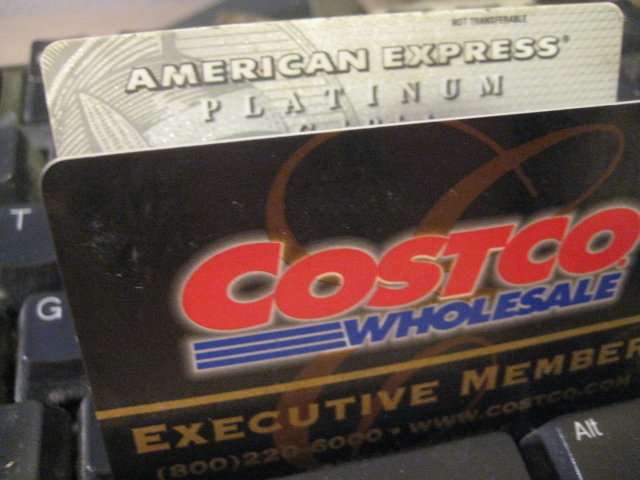 NOT TRANSFERABLE
AMERICAN EXPRESS®
PLATINUM
COSTCO
WHOLESALE
EXECUTIVE MEMBER
(800)220-6000 • WWW.COSTCO.COM
T
G
Alt